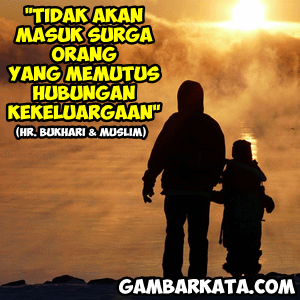 "TIDAK AKAN
MASUK SURGA
ORANG
YANG MEMUTUS
HUBUNGAN
KEKELUARGAAN"
(HR. BUKHARI & MUSLIM)
GAMBARKATA.COM